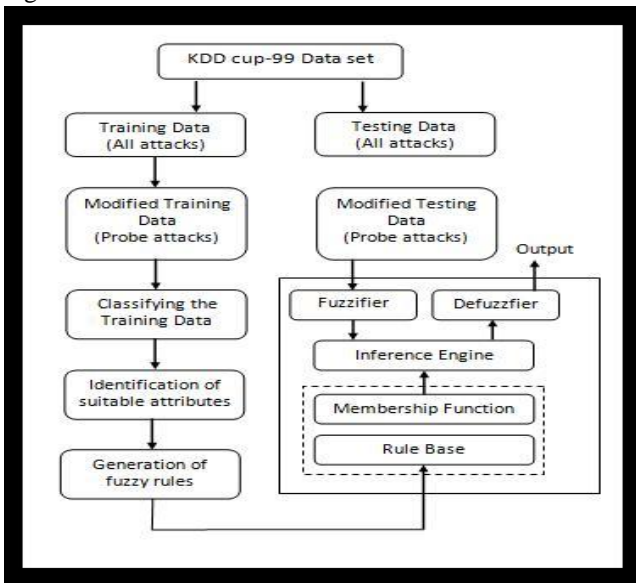 KDD cup-99 Data set
Training Data
(All attacks)
Testing Data
(All attacks)
Modified Training
Data
(Probe attacks)
Modified Testing
Data
(Probe attacks)
Output
Classifying the
Training Data
Fuzzifier
Defuzzfier
Inference Engine
Identification of
suitable attributes
Membership Function
Rule Base
Generation of
fuzzy rules